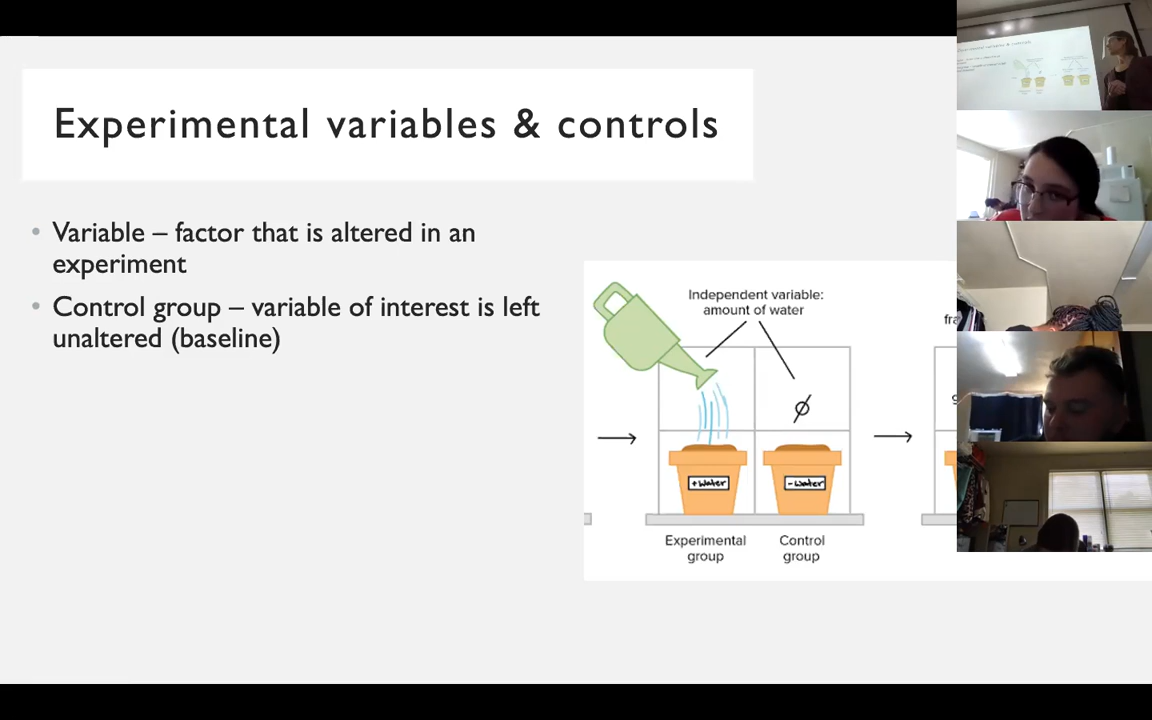 Experimental variables & controls
• Variable – factor that is altered in an
experiment
• Control group – variable of interest is left
unaltered (baseline)
Independent variable:
amount of water
+Water
-Water
Experimental
group
Control
group